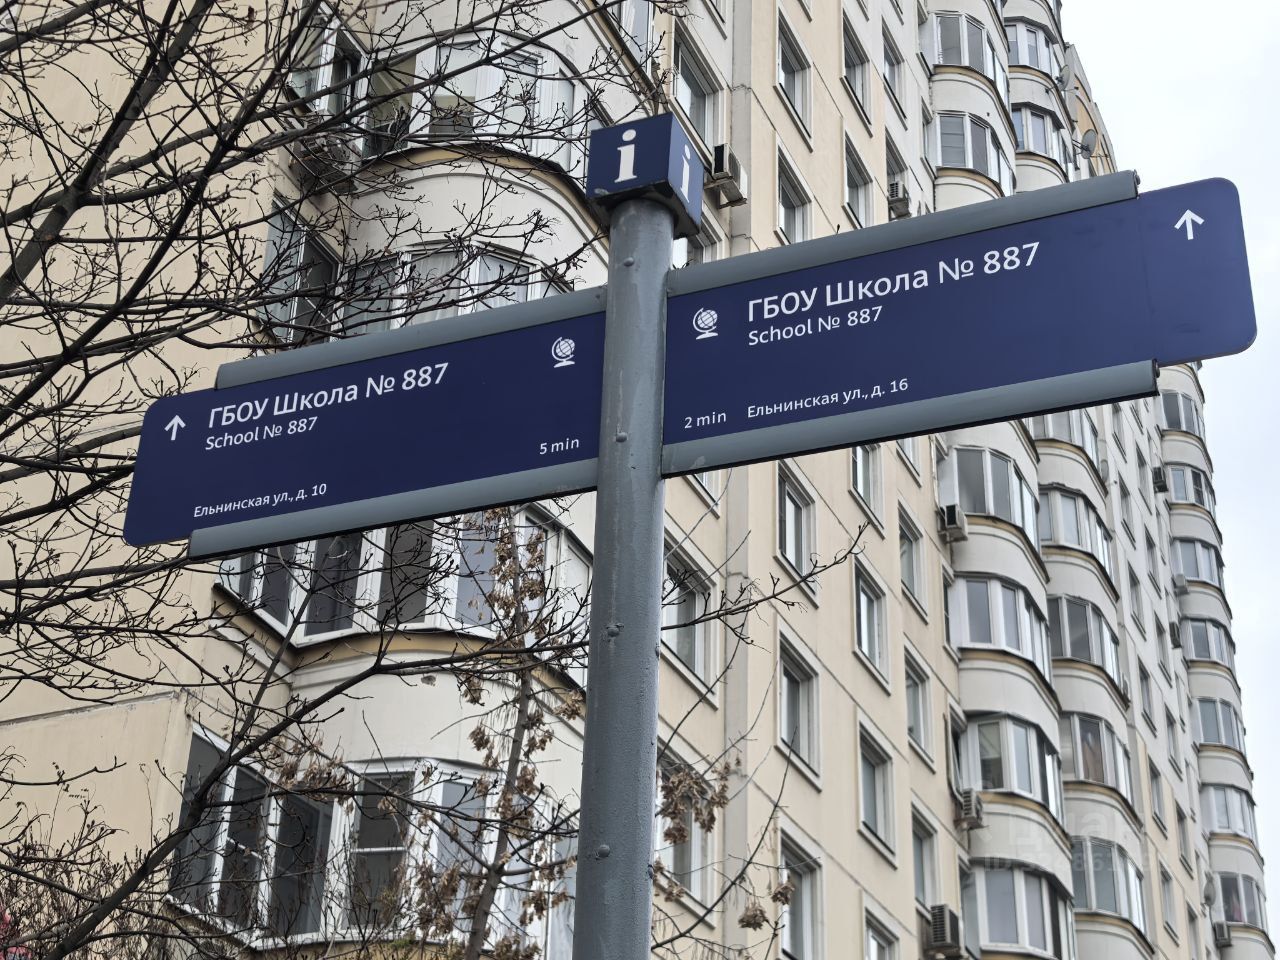 i
i
ГБОУ Школа № 887
School № 887
5 min
Ельнинская ул., д. 10
ГБОУ Школа № 887
School № 887
2 min Ельнинская ул., д. 16